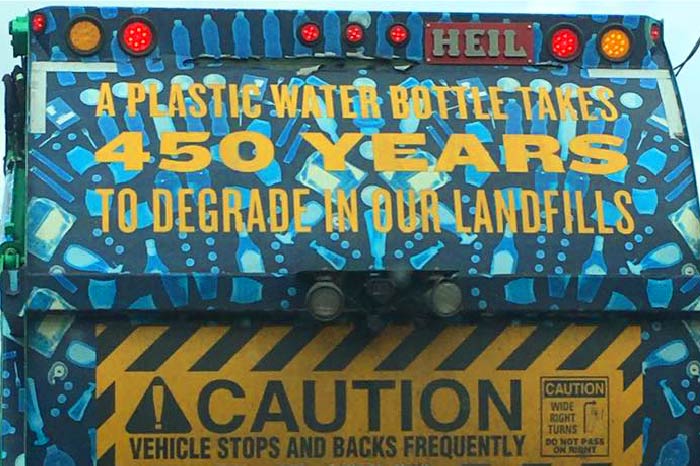 HEIL
A PLASTIC WATER BOTTLE TAKES
450 YEARS
TO DEGRADE IN OUR LANDFILLS
CAUTION
VEHICLE STOPS AND BACKS FREQUENTLY
CAUTION
WIDE
RIGHT
TURNS
DO NOT PASS
ON RIGHT